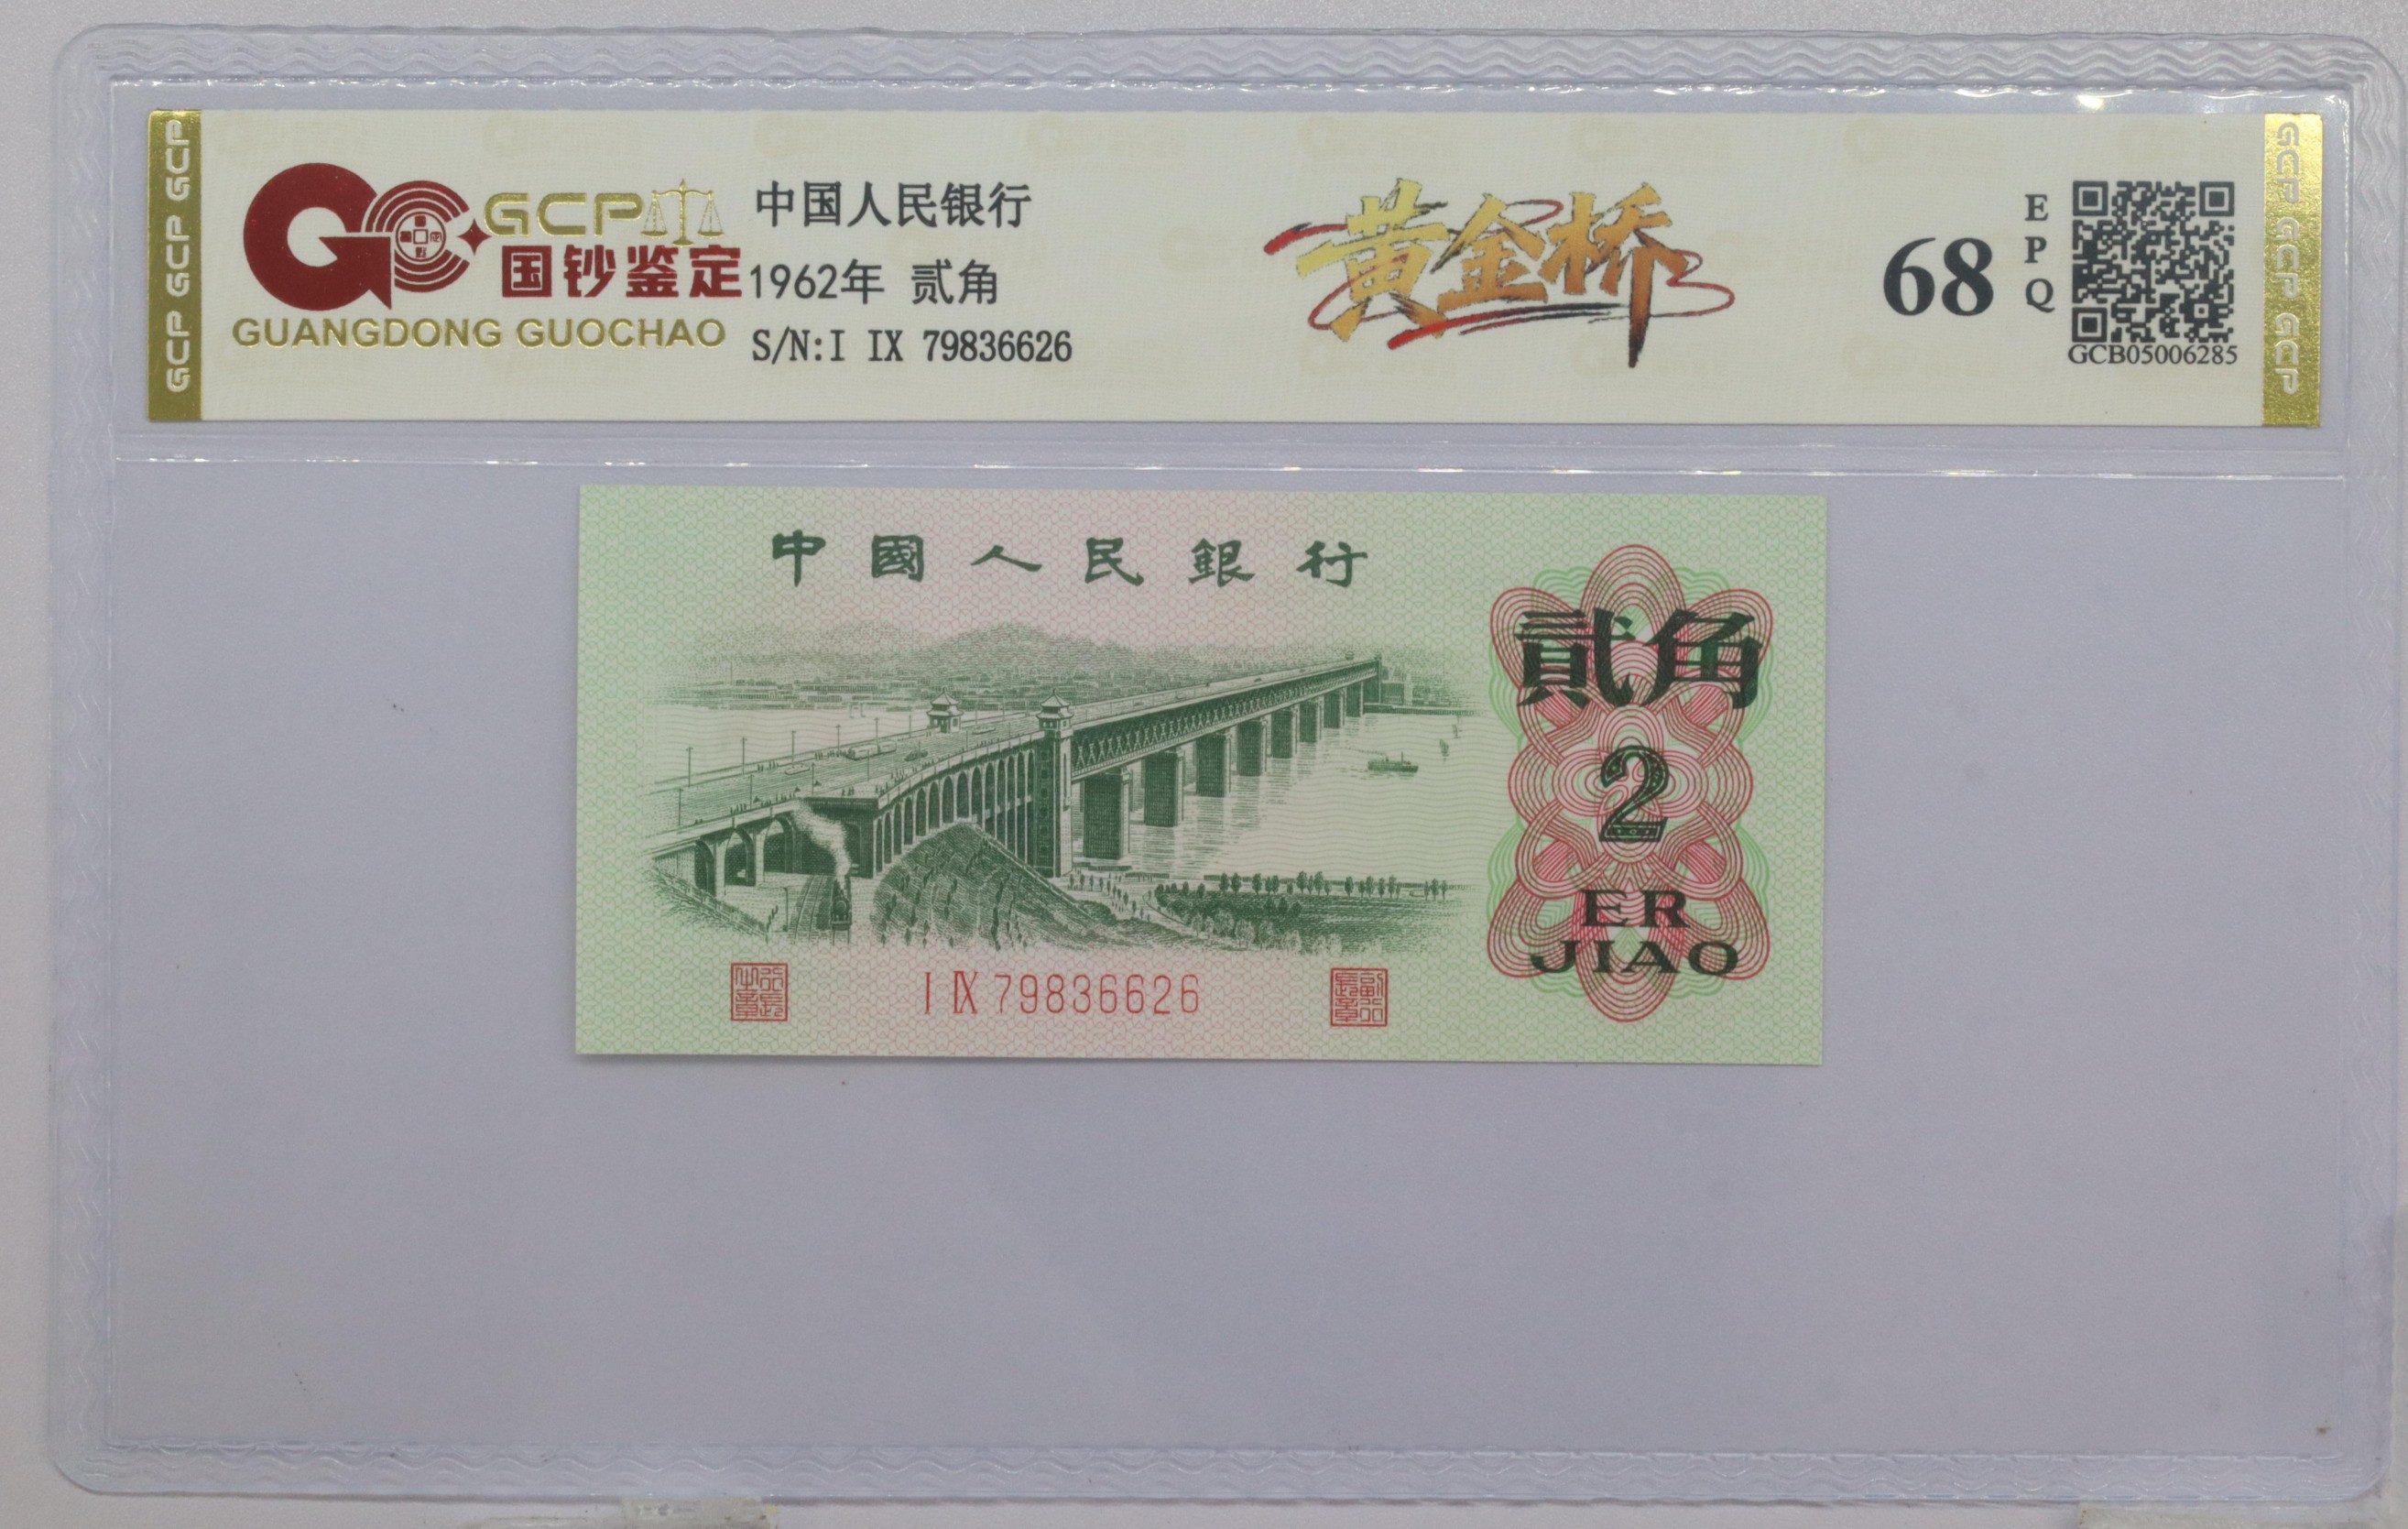 GCP GCP GCP GCP
GCP
国钞鉴定
GUANGDONG GUOCHAO
中国人民银行
1962年 贰角
S/N:I IX 79836626
黄金桥
68
E
P
Q
GCB05006285
GCP GCP GCP GCP
中國人民銀行
貳角
2
ER
JIAO
I IX 79836626